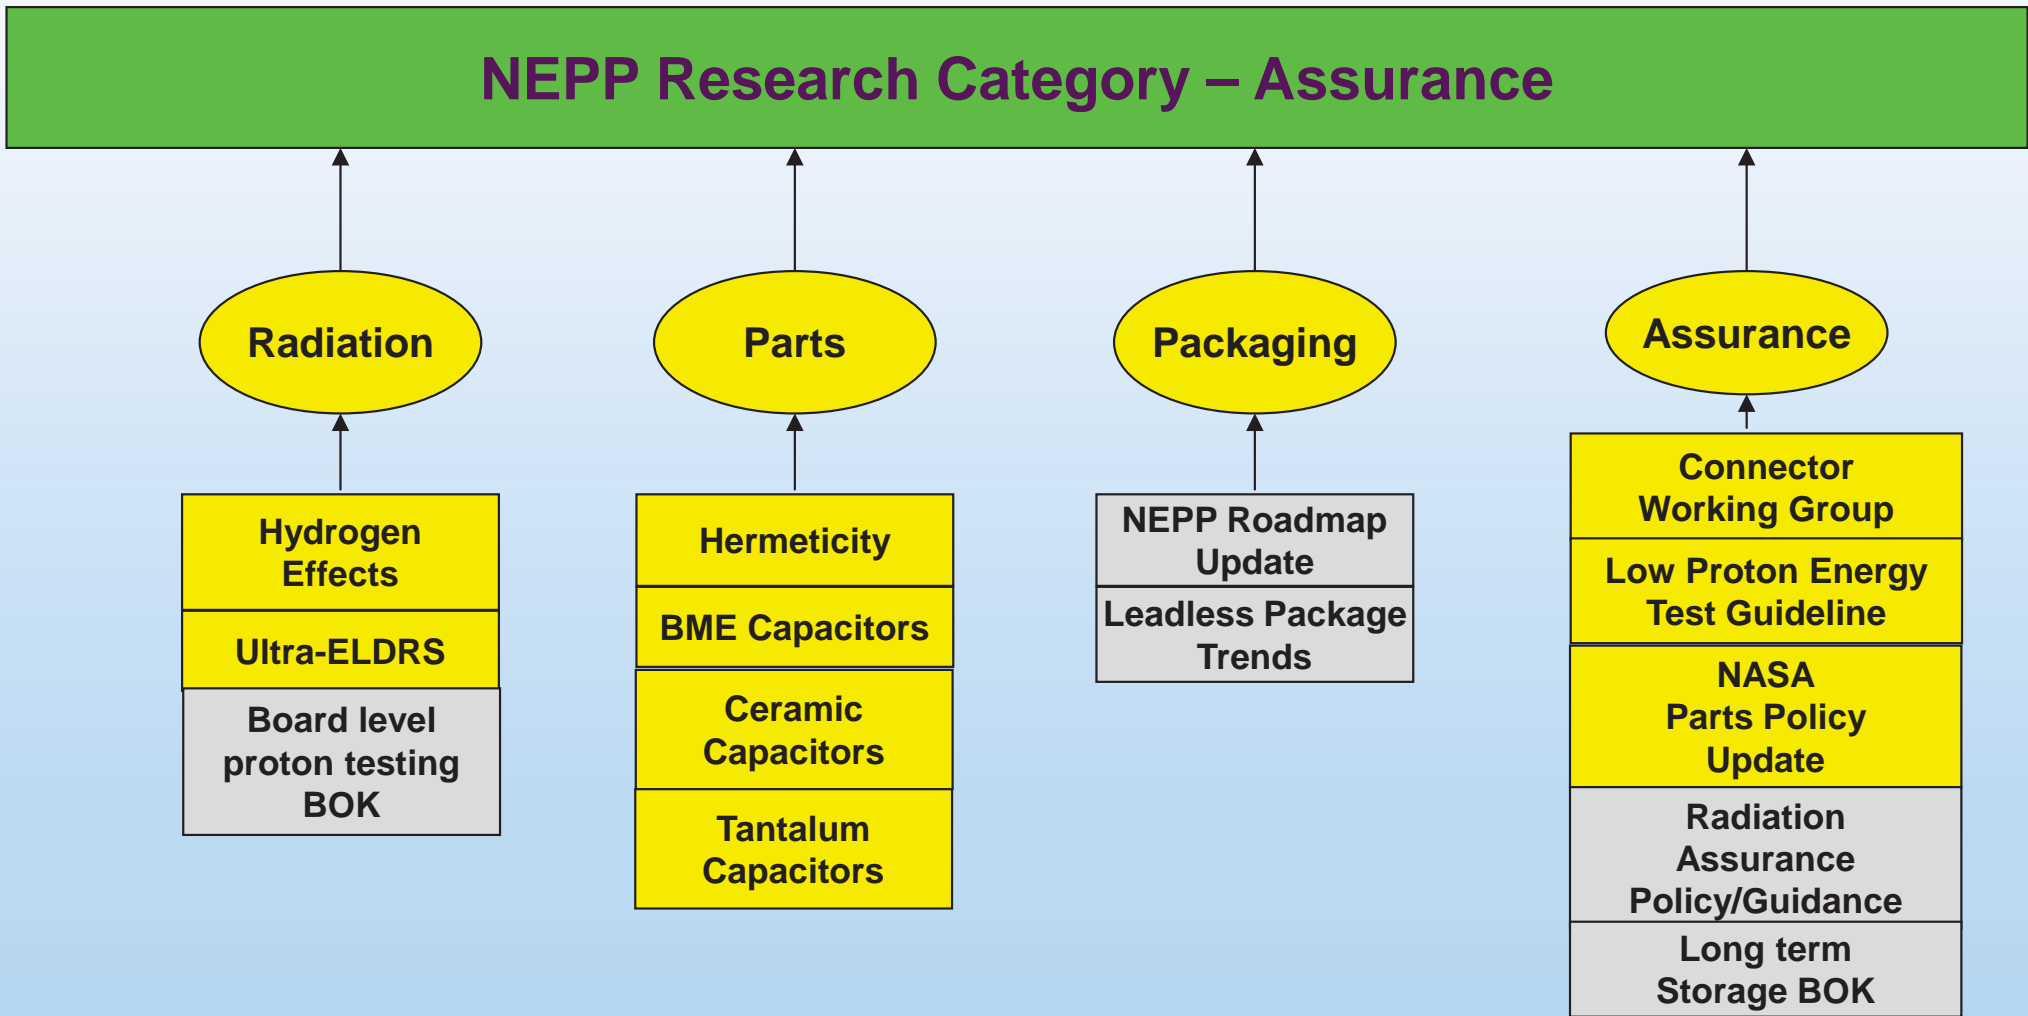 NEPP Research Category – Assurance
Radiation
Parts
Packaging
Assurance
Hydrogen
Effects
Ultra-ELDRS
Board level
proton testing
BOK
Hermeticity
BME Capacitors
Ceramic
Capacitors
Tantalum
Capacitors
NEPP Roadmap
Update
Leadless Package
Trends
Connector
Working Group
Low Proton Energy
Test Guideline
NASA
Parts Policy
Update
Radiation
Assurance
Policy/Guidance
Long term
Storage BOK